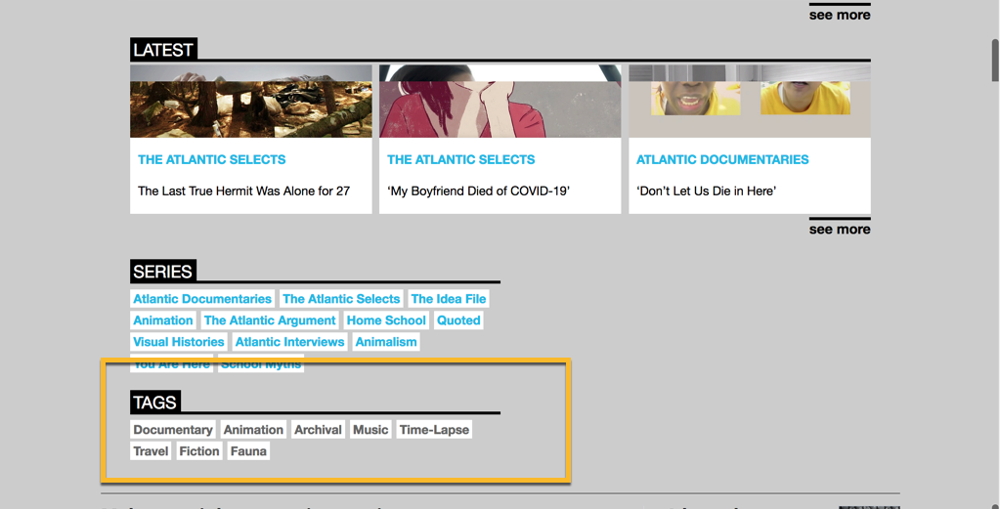 see more
LATEST
THE ATLANTIC SELECTS
The Last True Hermit Was Alone for 27
THE ATLANTIC SELECTS
‘My Boyfriend Died of COVID-19’
ATLANTIC DOCUMENTARIES
‘Don’t Let Us Die in Here’
see more
SERIES
Atlantic Documentaries The Atlantic Selects The Idea File
Animation The Atlantic Argument Home School Quoted
Visual Histories Atlantic Interviews Animalism
You Are Here School Myths
TAGS
Documentary Animation Archival Music Time-Lapse
Travel Fiction Fauna